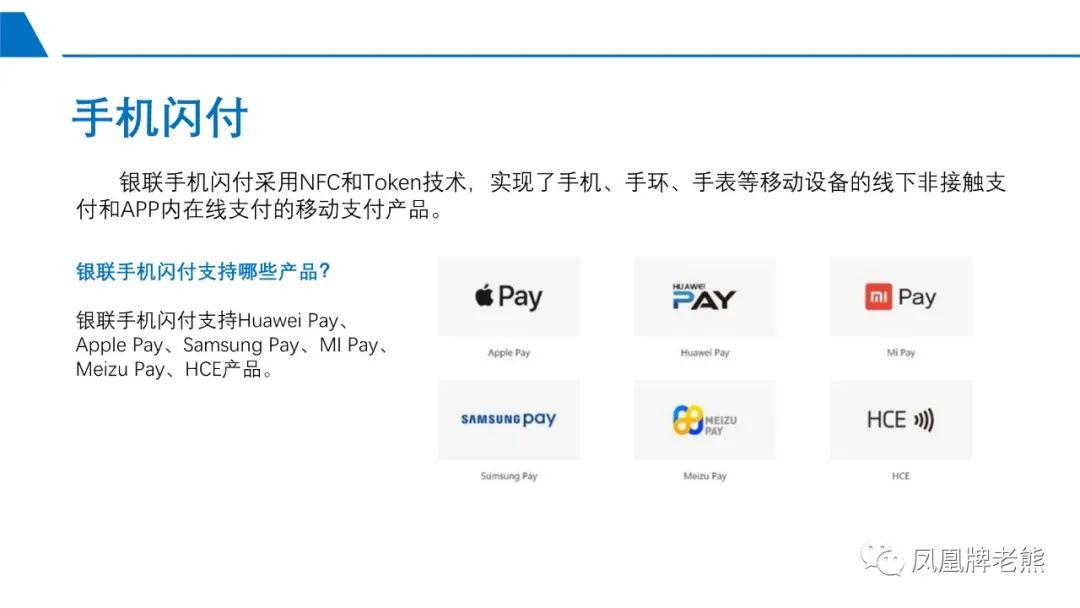 手机闪付
银联手机闪付采用NFC和Token技术，实现了手机、手环、手表等移动设备的线下非接触支
付和APP内在线支付的移动支付产品。
银联手机闪付支持哪些产品?
银联手机闪付支持Huawei Pay、
Apple Pay、Samsung Pay、MI Pay、
Meizu Pay、HCE产品。
Pay
HUAWEI
PAY
mi Pay
Apple Pay
Huawei Pay
Mi Pay
SAMSUNG pay
MEIZU
PAY
HCE
Sumsung Pay
Meizu Pay
HCE
凤凰牌老熊